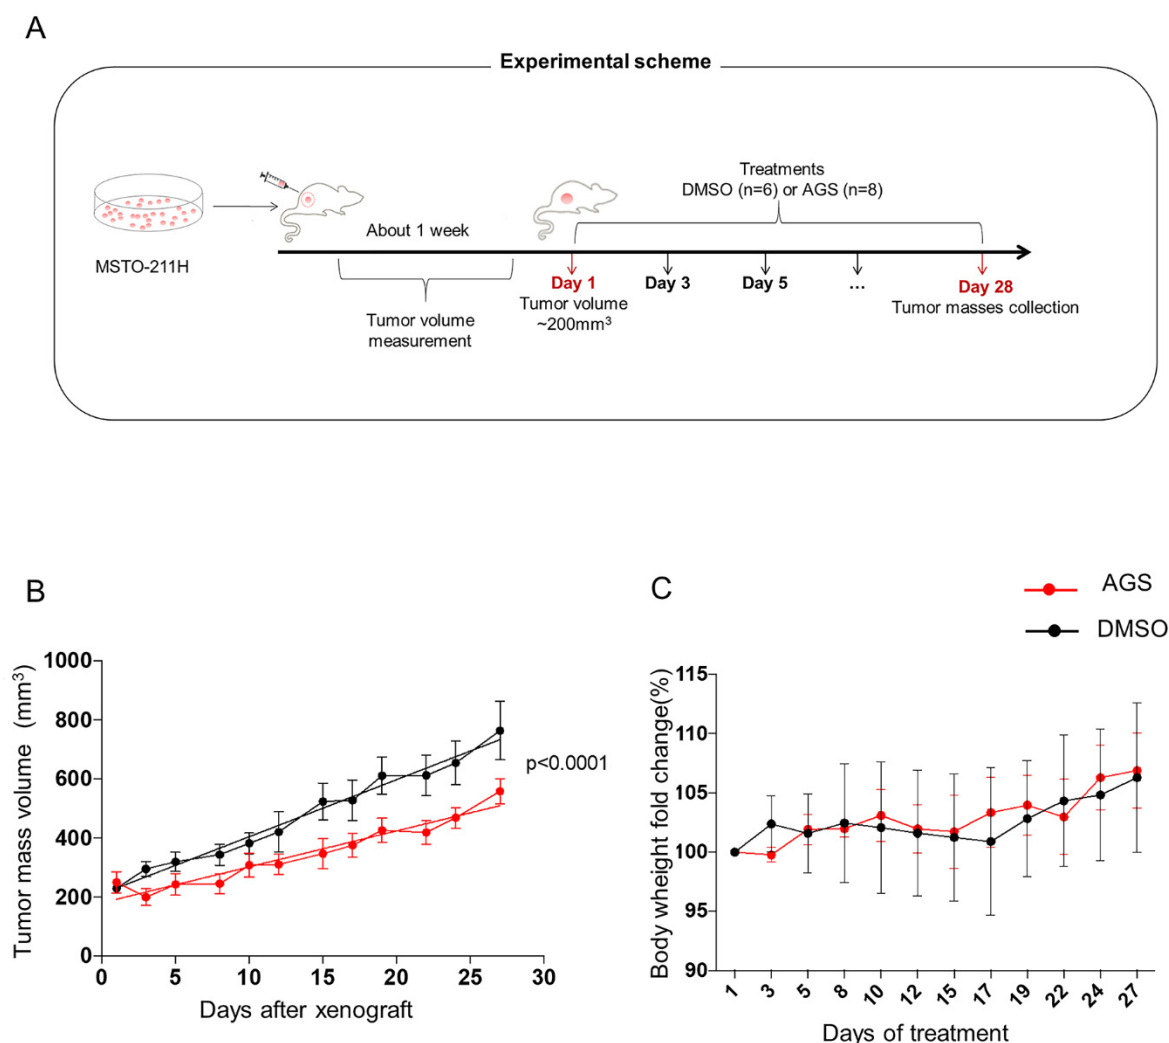 A
Experimental scheme
MSTO-211H
About 1 week
Tumor volume
measurement
Treatments
DMSO (n=6) or AGS (n=8)
Day 1
Tumor volume
~200mm³
Day 3
Day 5
...
Day 28
Tumor masses collection
B
Tumor mass volume (mm³)
1000
800
600
400
200
0
0 5 10 15 20 25 30
Days after xenograft
p<0.0001
C
AGS
DMSO
Body wheight fold change(%)
115
110
105
100
95
90
1 3 5 8 10 12 15 17 19 22 24 27
Days of treatment